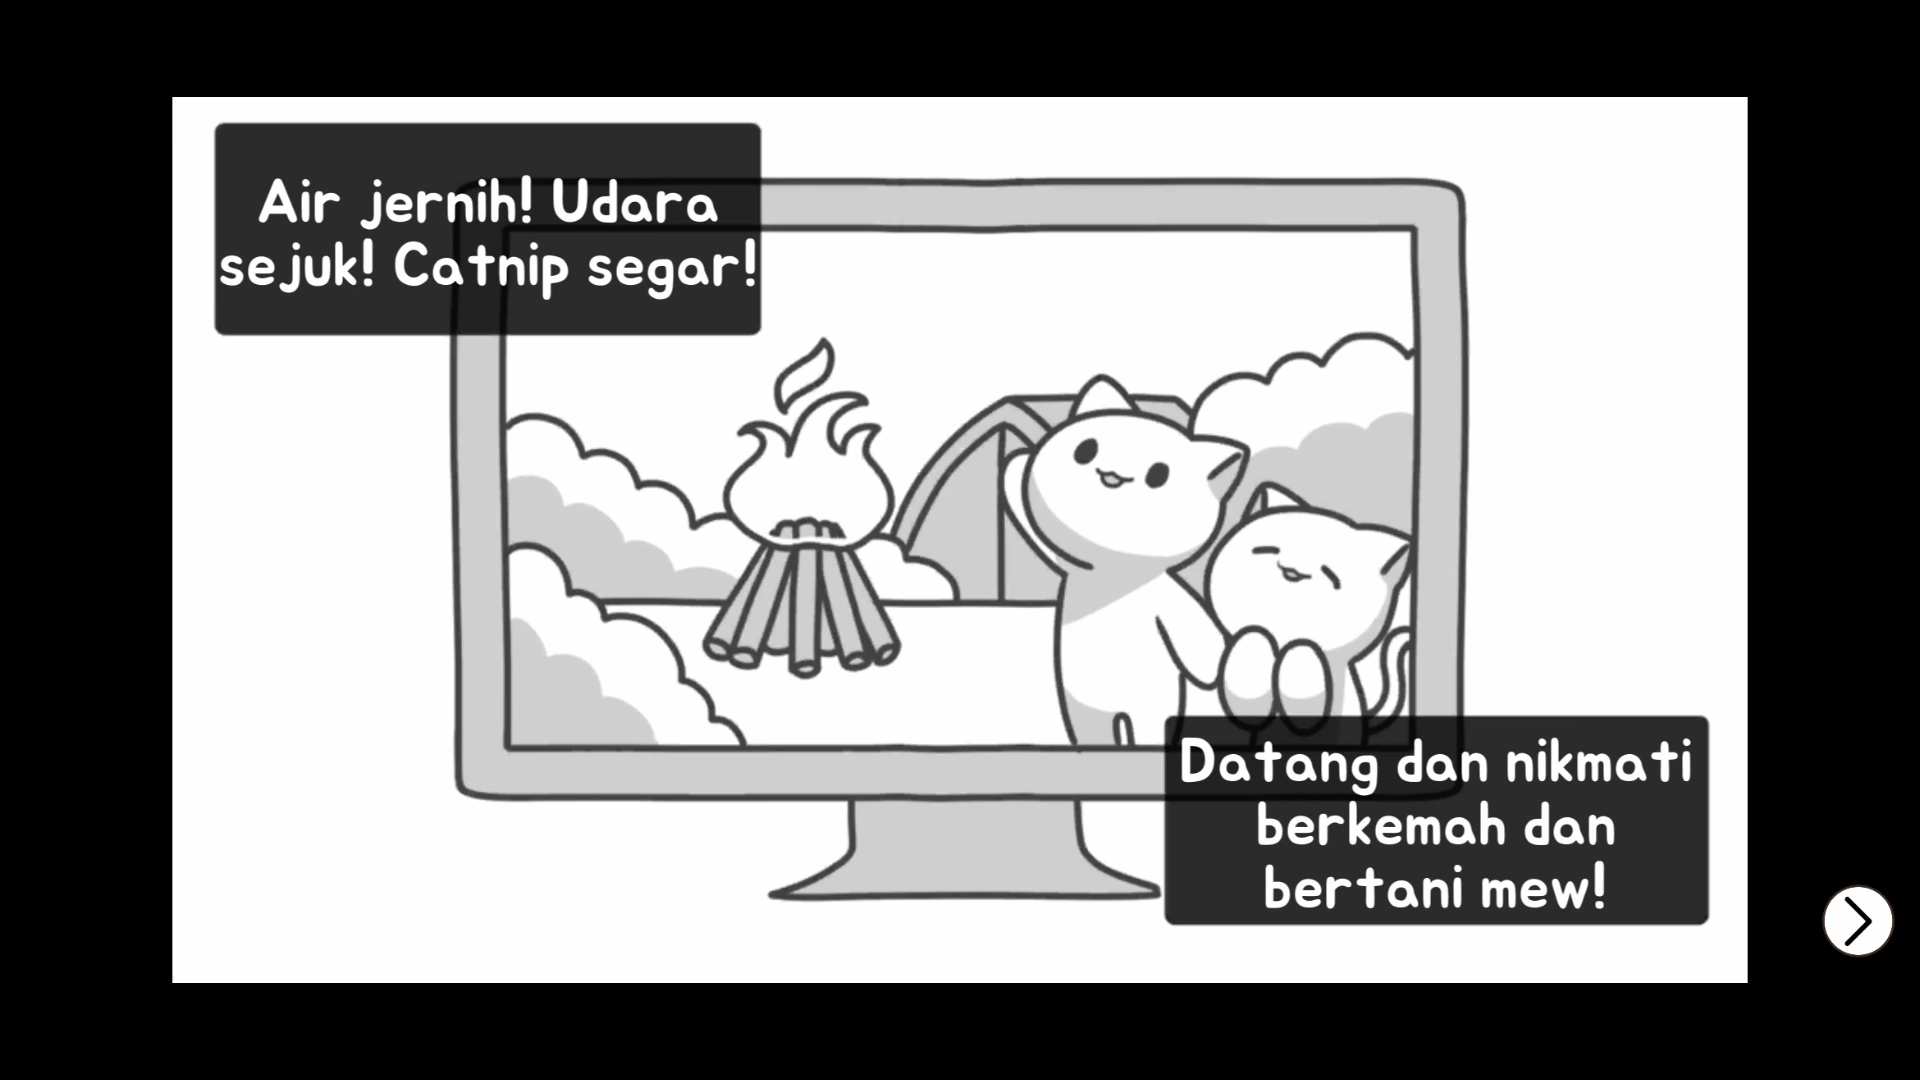 Air jernih! Udara
sejuk! Catnip segar!
Datang dan nikmati
berkemah dan
bertani mew!